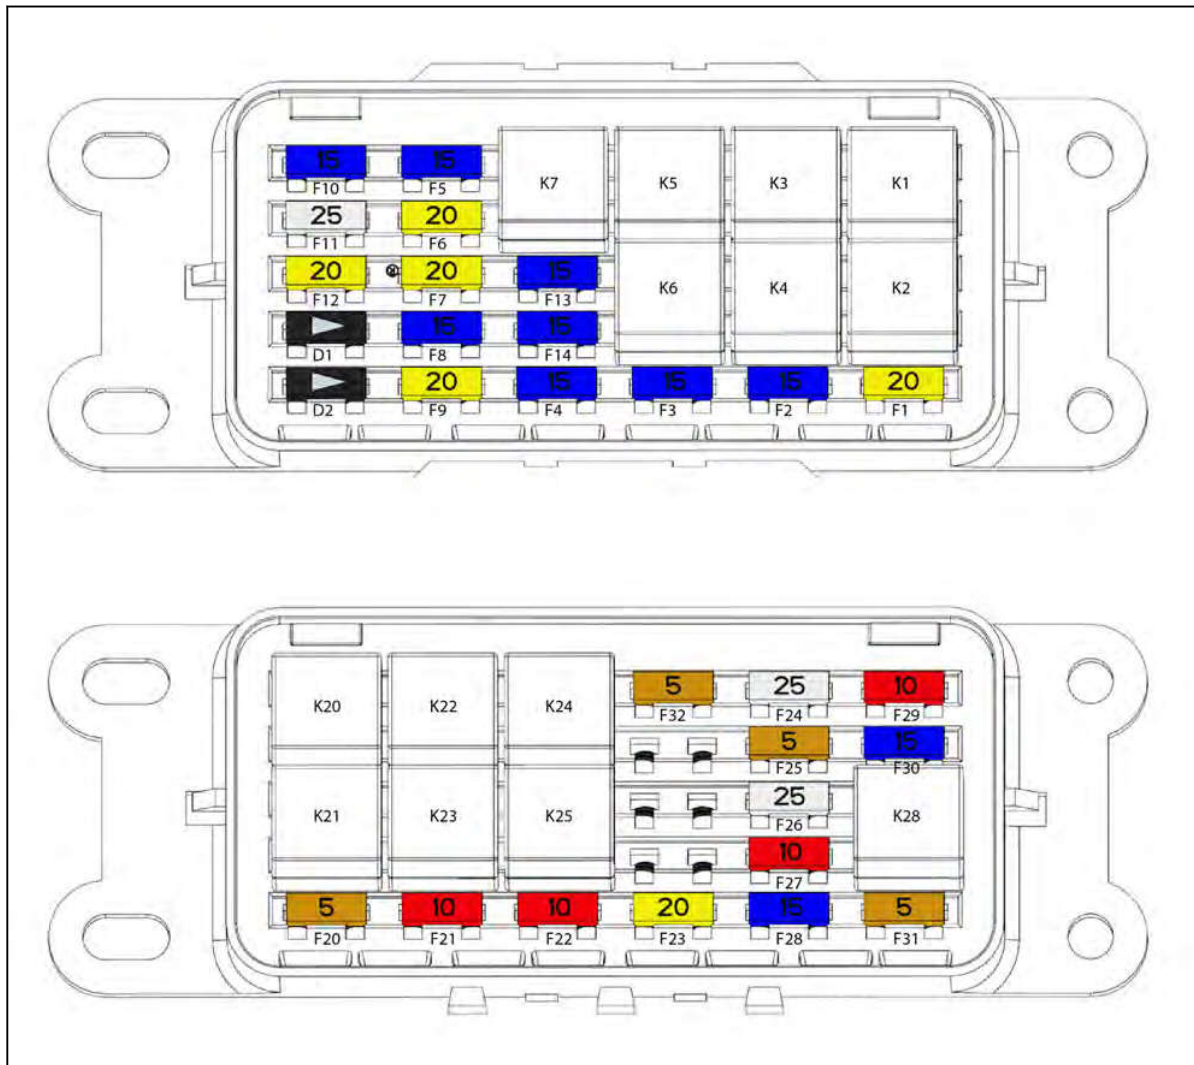 15 15
F10 F5 K7 K5 K3 K1
25 20
F11 F6
20 20 15
F12 F7 F13 K6 K4 K2
15 15
D1 F8 F14
20 15 15 15 20
D2 F9 F4 F3 F2 F1
5 25 10
K20 K22 K24 F32 F24 F29
5 15
F25 F30
25
K21 K23 K25 F26 K28
10
F27
5 10 10 20 15 5
F20 F21 F22 F23 F28 F31